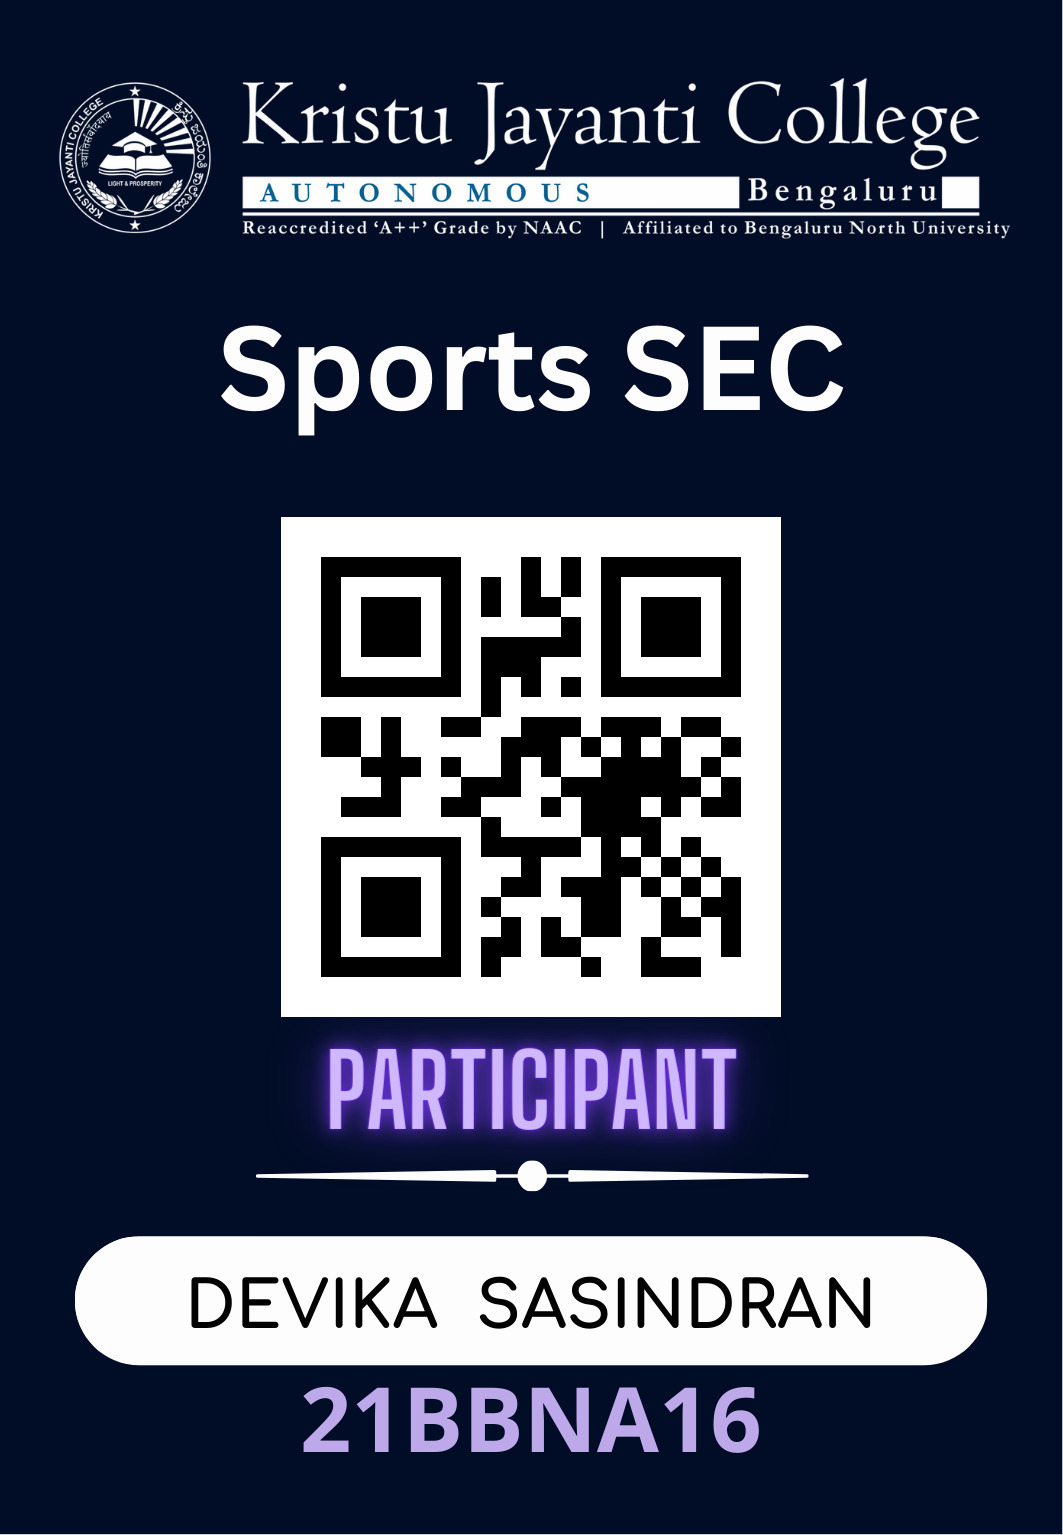 KRISTU JAYANTI COLLEGE
ಕ್ರಿಸ್ತು ಜಯಂತಿ ಕಾಲೇಜು
LIGHT & PROSPERITY
Kristu Jayanti College
AUTONOMOUS Bengaluru
Reaccredited ‘A++’ Grade by NAAC | Affiliated to Bengaluru North University
Sports SEC
PARTICIPANT
DEVIKA SASINDRAN
21BBNA16